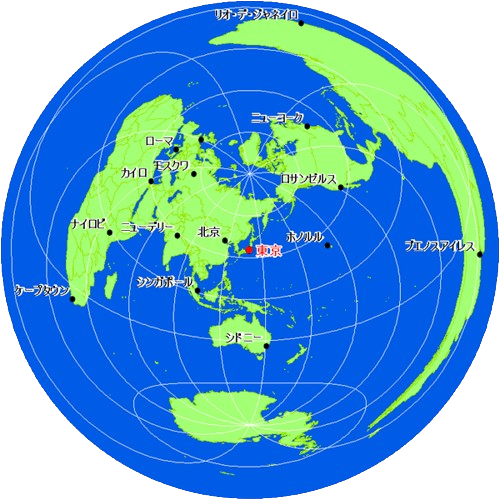 リオ・デ・ジャネイロ
ニューヨーク
ローマ
モスクワ
カイロ
ロサンゼルス
ナイロビ
ニューデリー
北京
ホノルル
東京
ブエノスアイレス
シンガポール
ケープタウン
シドニー